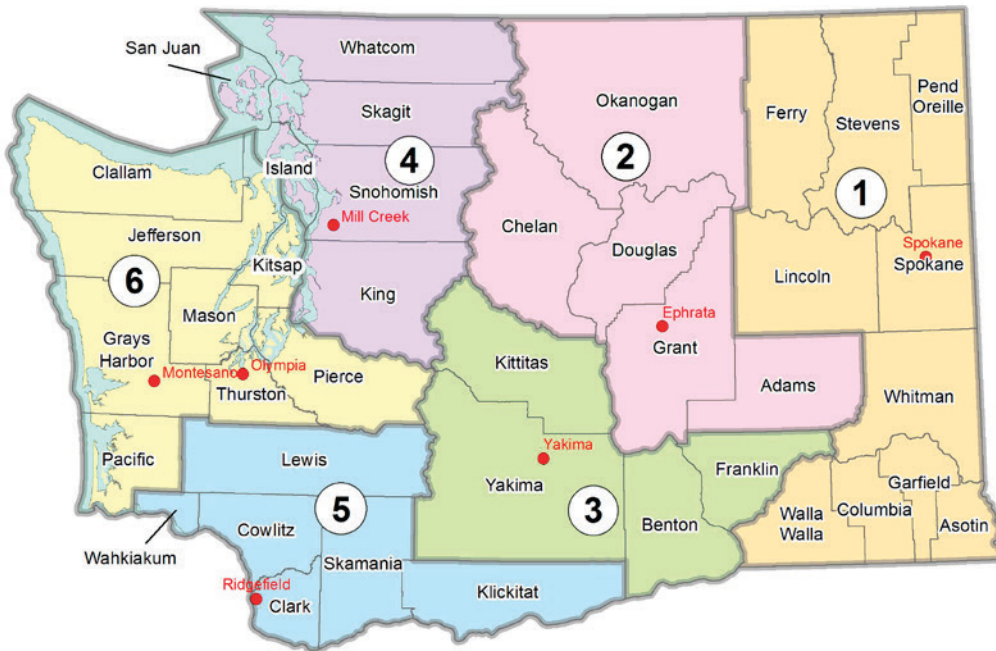 San Juan
Whatcom
Skagit
Island
4
Snohomish
Mill Creek
King
Okanogan
2
Chelan
Douglas
Ephrata
Grant
Adams
Ferry
Stevens
Pend
Oreille
1
Lincoln
Spokane
Spokane
Whitman
Garfield
Columbia
Asotin
Walla
Walla
Clallam
Jefferson
6
Kitsap
Mason
Grays
Harbor
Montesano
Olympia
Thurston
Pierce
Pacific
Kittitas
Yakima
Yakima
3
Benton
Franklin
Lewis
5
Cowlitz
Wahkiakum
Skamania
Ridgefield
Clark
Klickitat